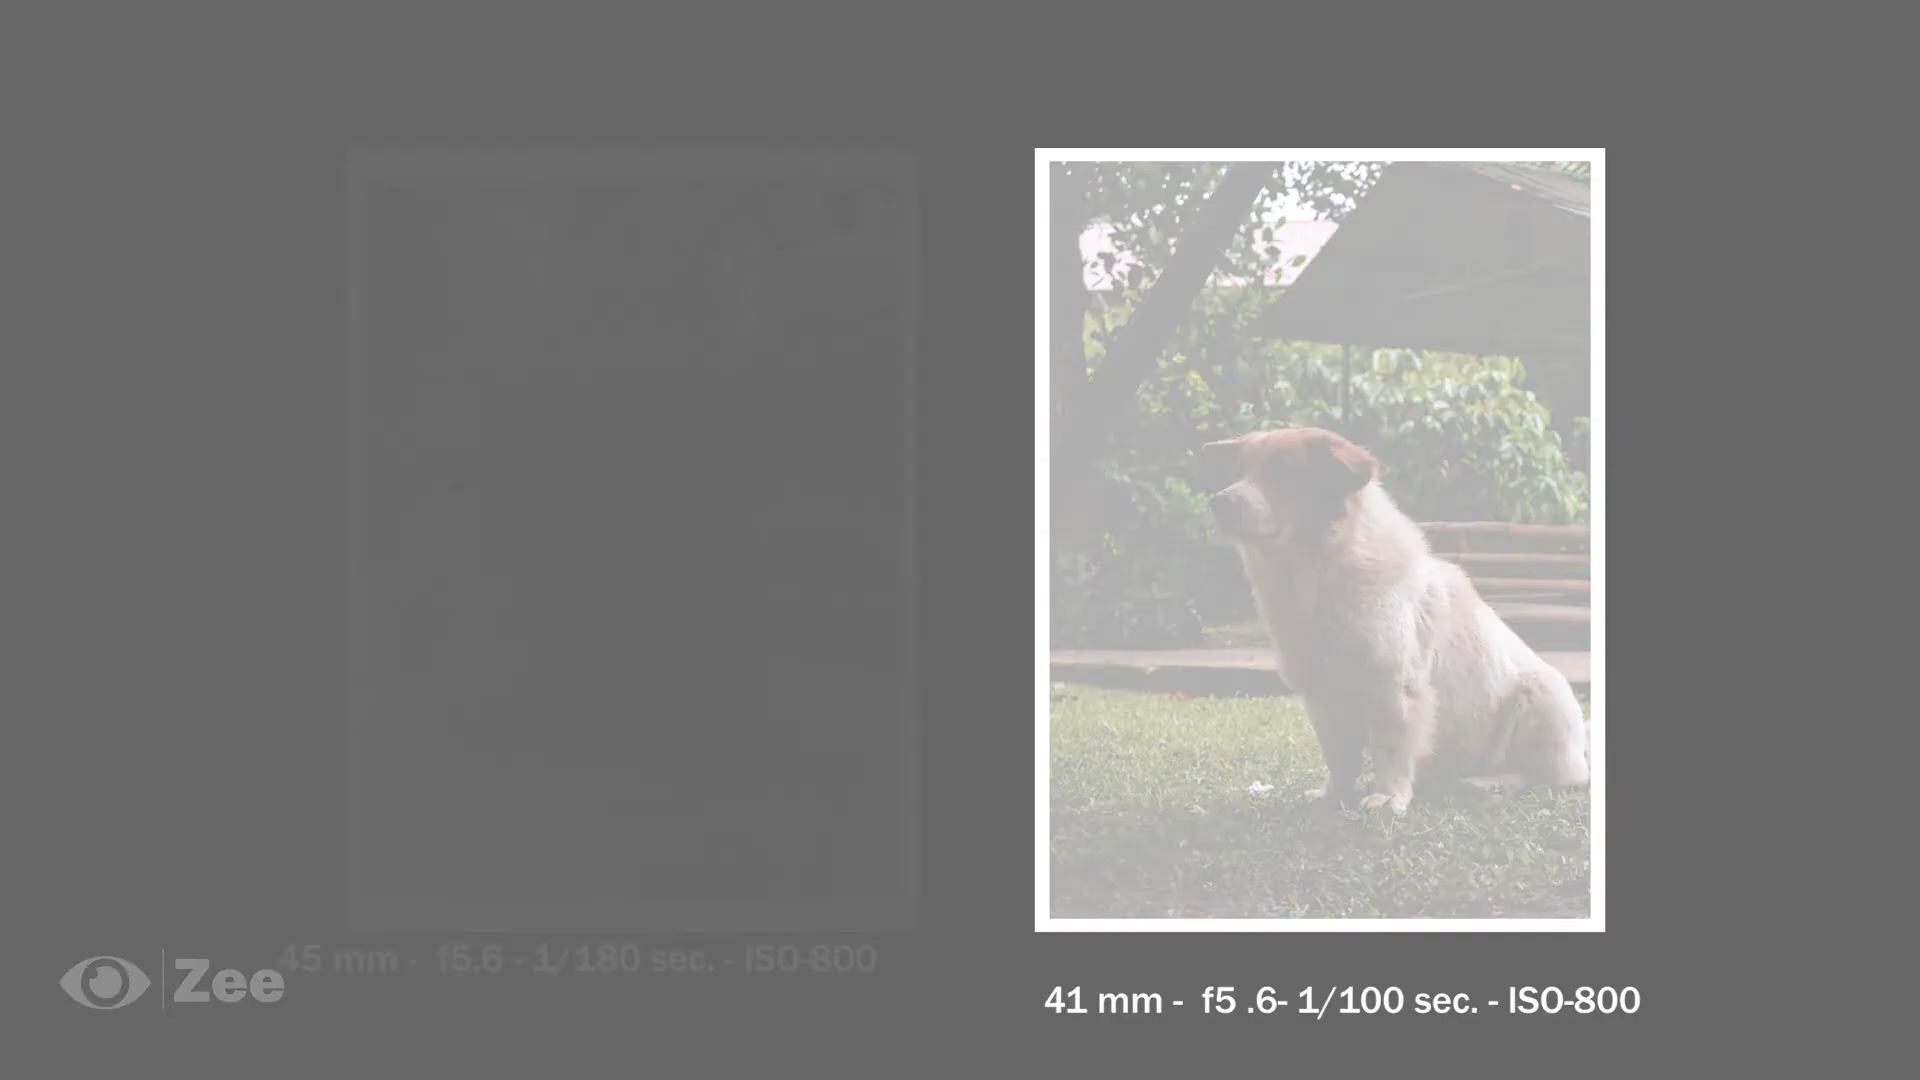 45 mm - f5.6 - 1/180 sec. - ISO-800
Zee
41 mm - f5 .6- 1/100 sec. - ISO-800